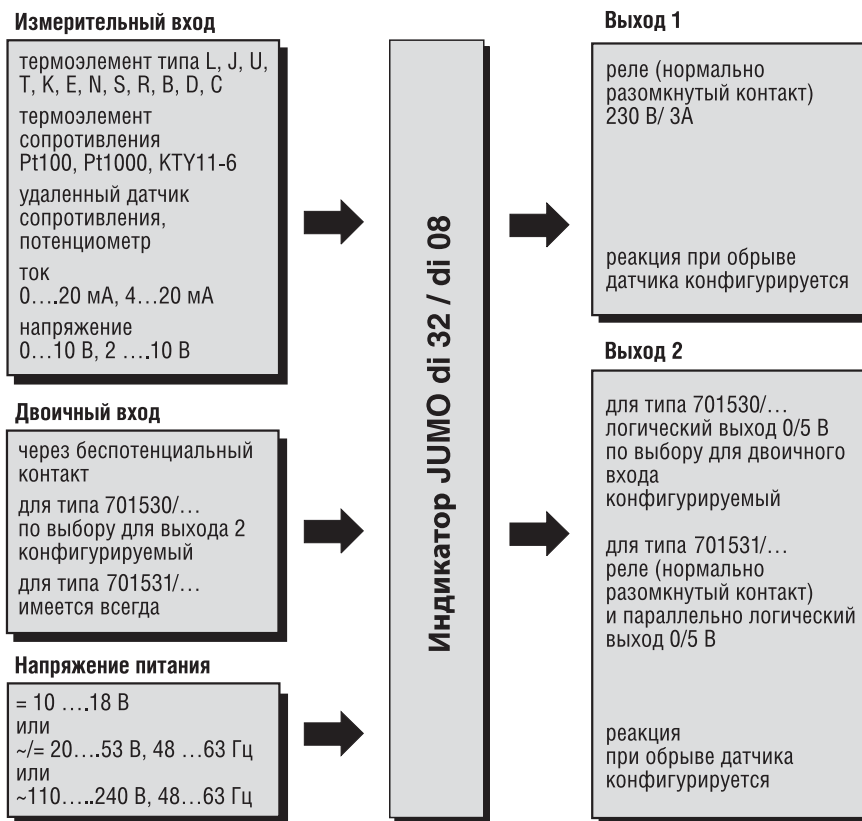 Измерительный вход
термоэлемент типа L, J, U,
T, K, E, N, S, R, B, D, C
термоэлемент
сопротивления
Pt100, Pt1000, KTY11-6
удаленный датчик
сопротивления,
потенциометр
ток
0....20 мА, 4...20 мА
напряжение
0...10 В, 2 ....10 В
Двоичный вход
через беспотенциальный
контакт
для типа 701530/...
по выбору для выхода 2
конфигурируемый
для типа 701531/...
имеется всегда
Напряжение питания
= 10 ....18 В
или
~/= 20....53 В, 48 ...63 Гц
или
~110.....240 В, 48...63 Гц
Индикатор JUMO di 32 / di 08
Выход 1
реле (нормально
разомкнутый контакт)
230 В/ 3А
реакция при обрыве
датчика конфигурируется
Выход 2
для типа 701530/...
логический выход 0/5 В
по выбору для двоичного
входа
конфигурируемый
для типа 701531/...
реле (нормально
разомкнутый контакт)
и параллельно логический
выход 0/5 В
реакция
при обрыве датчика
конфигурируется